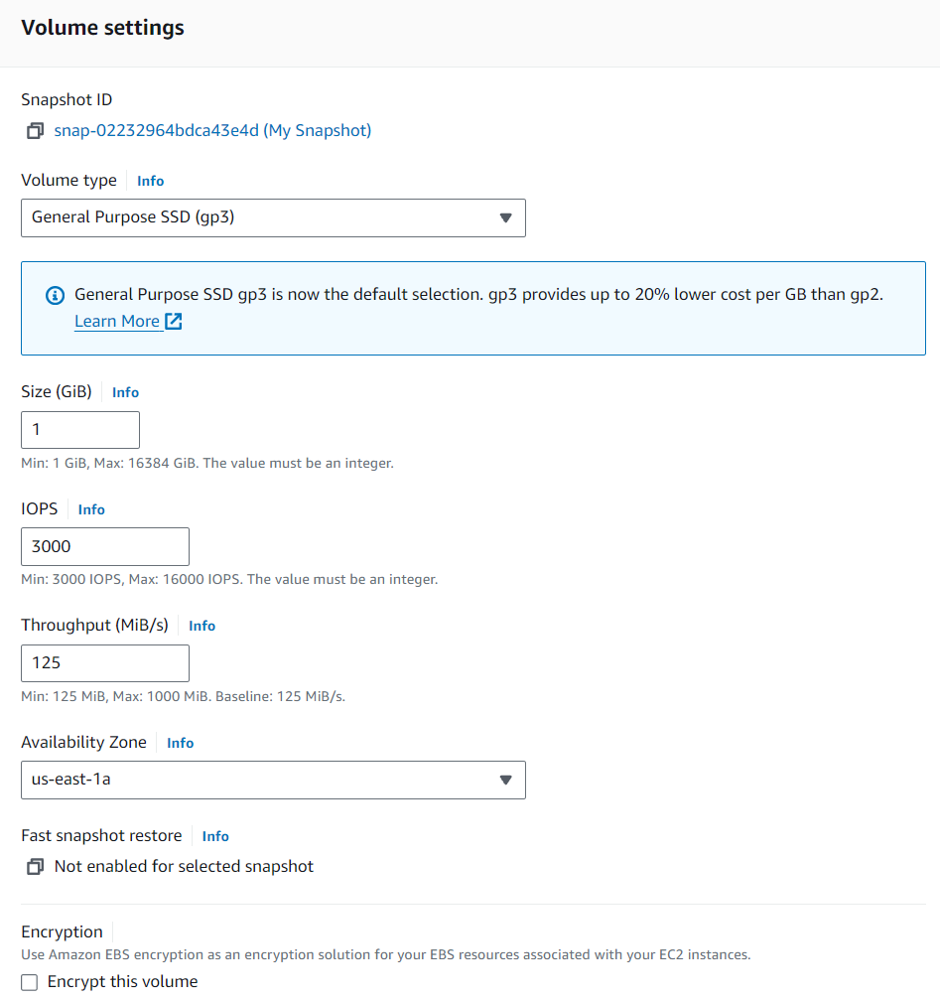 Volume settings
Snapshot ID
snap-02232964bdca43e4d (My Snapshot)
Volume type Info
General Purpose SSD (gp3)
General Purpose SSD gp3 is now the default selection. gp3 provides up to 20% lower cost per GB than gp2.
Learn More
Size (GiB) Info
1
Min: 1 GiB, Max: 16384 GiB. The value must be an integer.
IOPS Info
3000
Min: 3000 IOPS, Max: 16000 IOPS. The value must be an integer.
Throughput (MiB/s) Info
125
Min: 125 MiB, Max: 1000 MiB. Baseline: 125 MiB/s.
Availability Zone Info
us-east-1a
Fast snapshot restore Info
Not enabled for selected snapshot
Encryption
Use Amazon EBS encryption as an encryption solution for your EBS resources associated with your EC2 instances.
Encrypt this volume